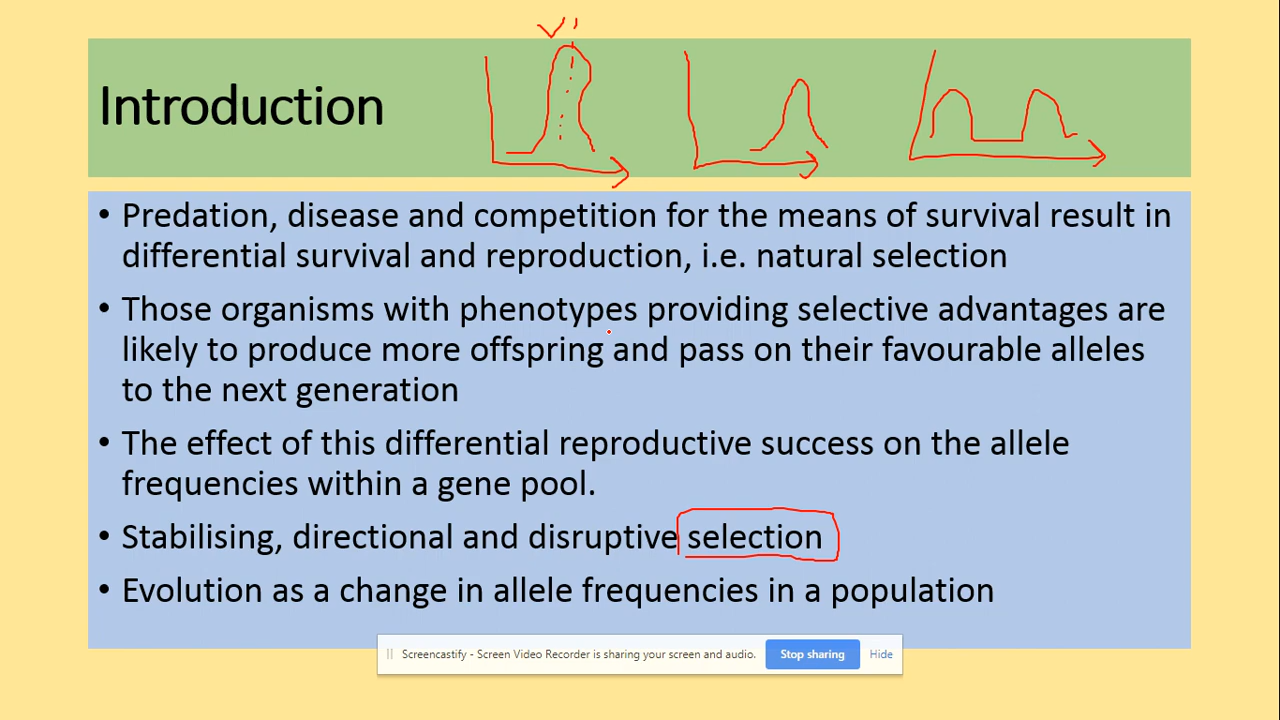 Introduction
• Predation, disease and competition for the means of survival result in
differential survival and reproduction, i.e. natural selection
• Those organisms with phenotypes providing selective advantages are
likely to produce more offspring and pass on their favourable alleles
to the next generation
• The effect of this differential reproductive success on the allele
frequencies within a gene pool.
• Stabilising, directional and disruptive selection
• Evolution as a change in allele frequencies in a population
Screencastify - Screen Video Recorder is sharing your screen and audio. Stop sharing Hide